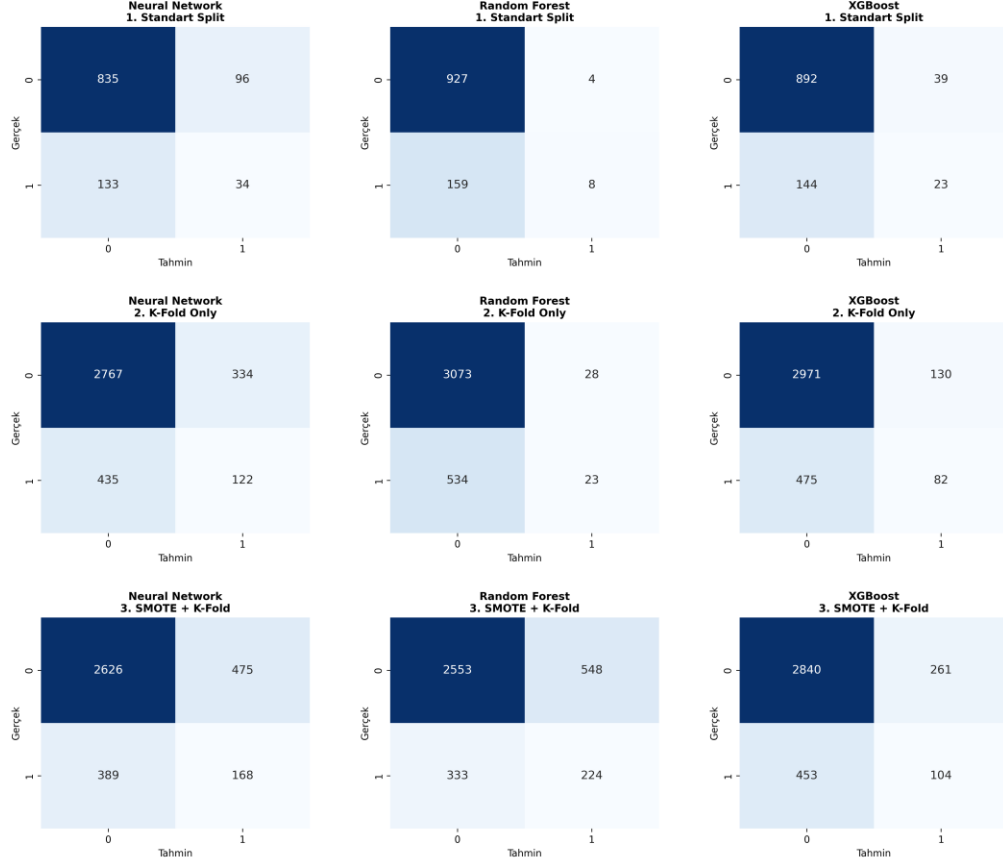 Neural Network
1. Standart Split
Gerçek
0
835
96
1
133
34
0
1
Tahmin
Random Forest
1. Standart Split
Gerçek
0
927
4
1
159
8
0
1
Tahmin
XGBoost
1. Standart Split
Gerçek
0
892
39
1
144
23
0
1
Tahmin
Neural Network
2. K-Fold Only
Gerçek
0
2767
334
1
435
122
0
1
Tahmin
Random Forest
2. K-Fold Only
Gerçek
0
3073
28
1
534
23
0
1
Tahmin
XGBoost
2. K-Fold Only
Gerçek
0
2971
130
1
475
82
0
1
Tahmin
Neural Network
3. SMOTE + K-Fold
Gerçek
0
2626
475
1
389
168
0
1
Tahmin
Random Forest
3. SMOTE + K-Fold
Gerçek
0
2553
548
1
333
224
0
1
Tahmin
XGBoost
3. SMOTE + K-Fold
Gerçek
0
2840
261
1
453
104
0
1
Tahmin